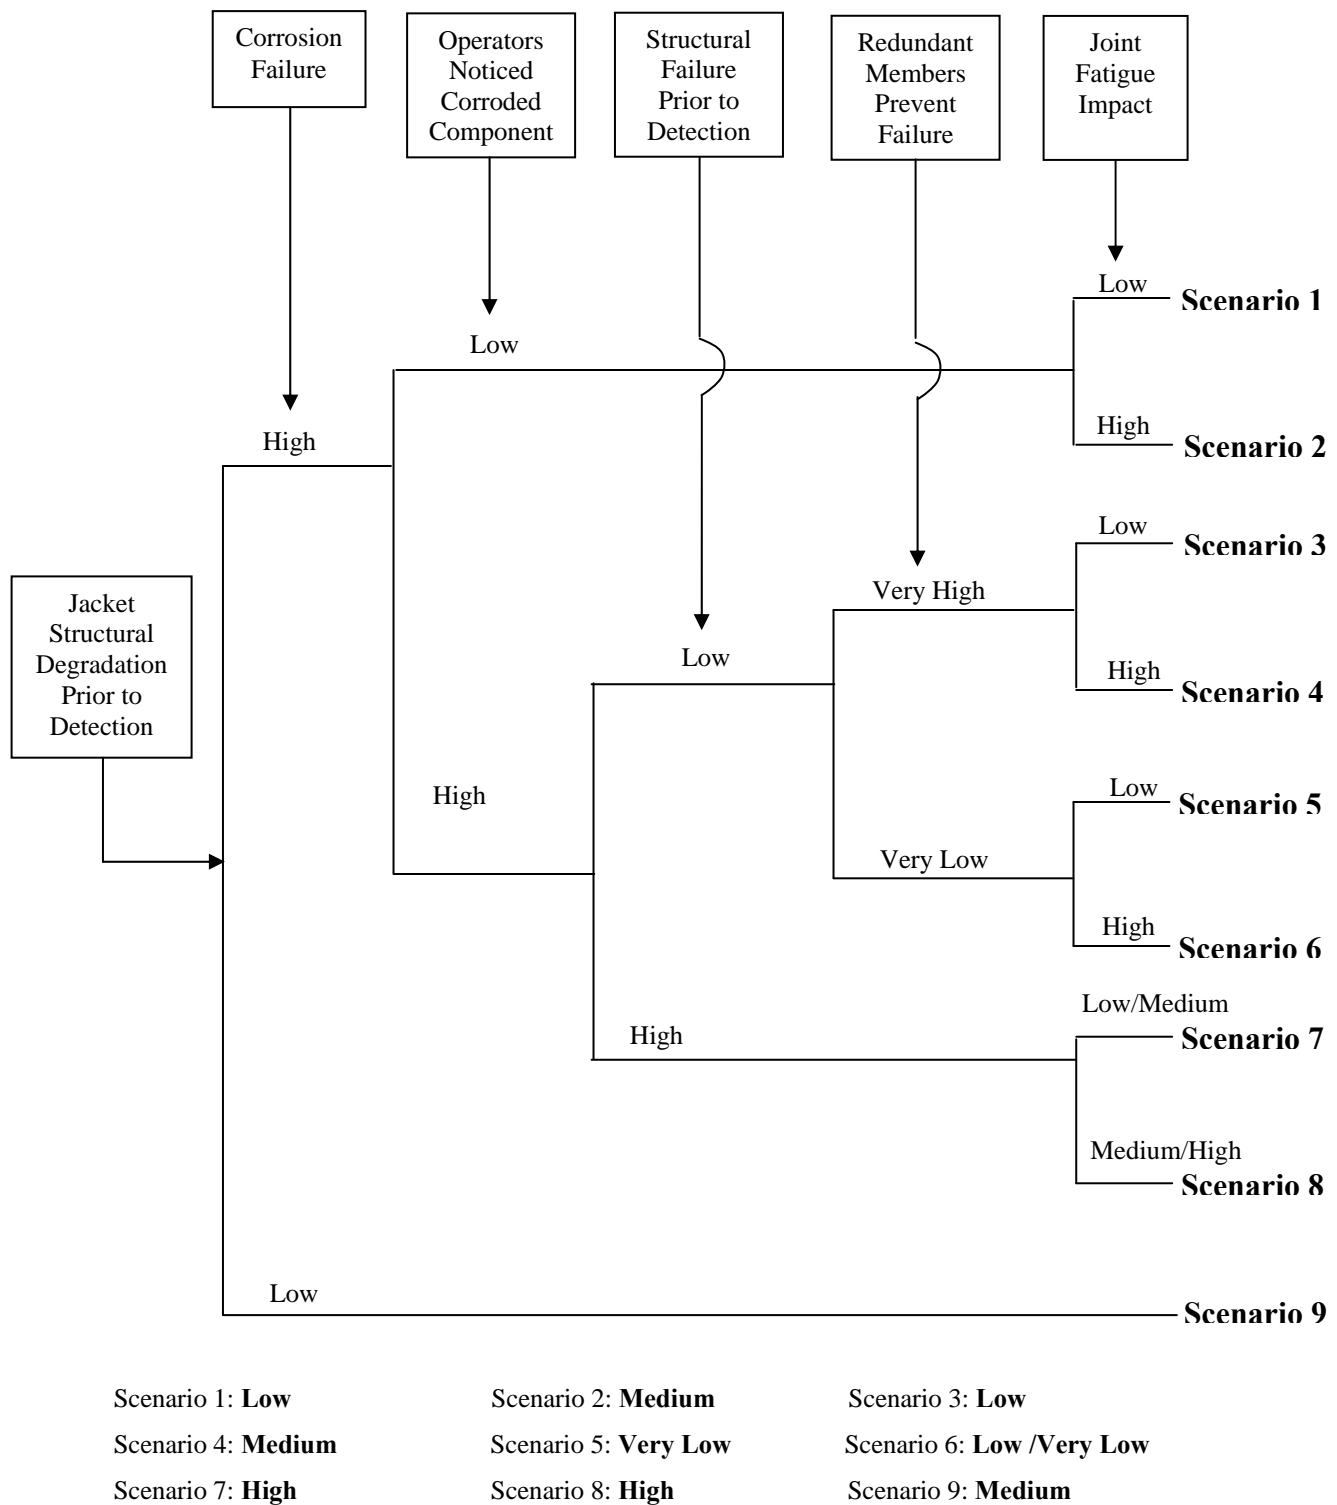 Corrosion
Failure
Operators
Noticed
Corroded
Component
Structural
Failure
Prior to
Detection
Redundant
Members
Prevent
Failure
Joint
Fatigue
Impact
Low
Scenario 1
Low
High
Scenario 2
High
Low
Scenario 3
Very High
Jacket
Structural
Degradation
Prior to
Detection
Low
High
Scenario 4
High
Low
Scenario 5
Very Low
High
Scenario 6
Low/Medium
High
Scenario 7
Medium/High
Scenario 8
Low
Scenario 9
Scenario 1: Low Scenario 2: Medium Scenario 3: Low
Scenario 4: Medium Scenario 5: Very Low Scenario 6: Low /Very Low
Scenario 7: High Scenario 8: High Scenario 9: Medium